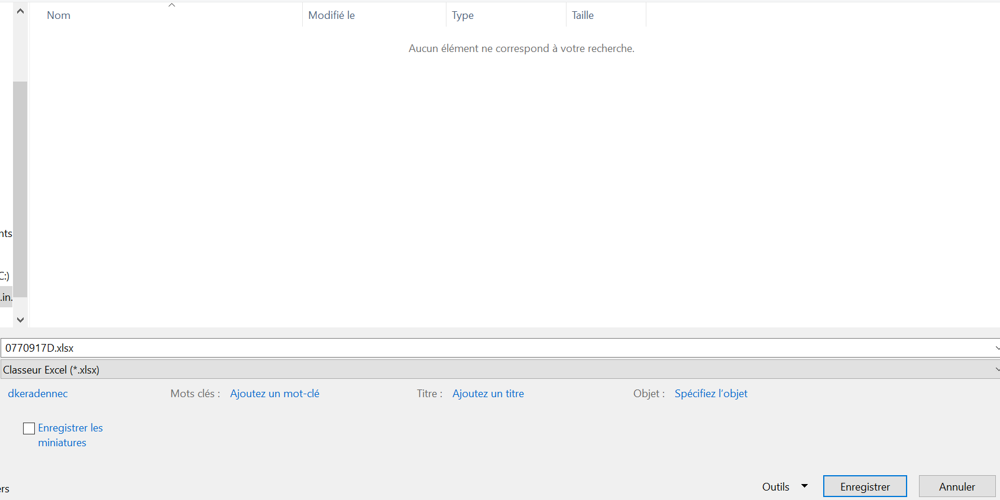 Nom Modifié le Type Taille
Aucun élément ne correspond à votre recherche.
nts
C:)
.in.
0770917D.xlsx
Classeur Excel (*.xlsx)
dkeradennec Mots clés : Ajoutez un mot-clé Titre : Ajoutez un titre Objet : Spécifiez l'objet
Enregistrer les
miniatures
ers Outils Enregistrer Annuler